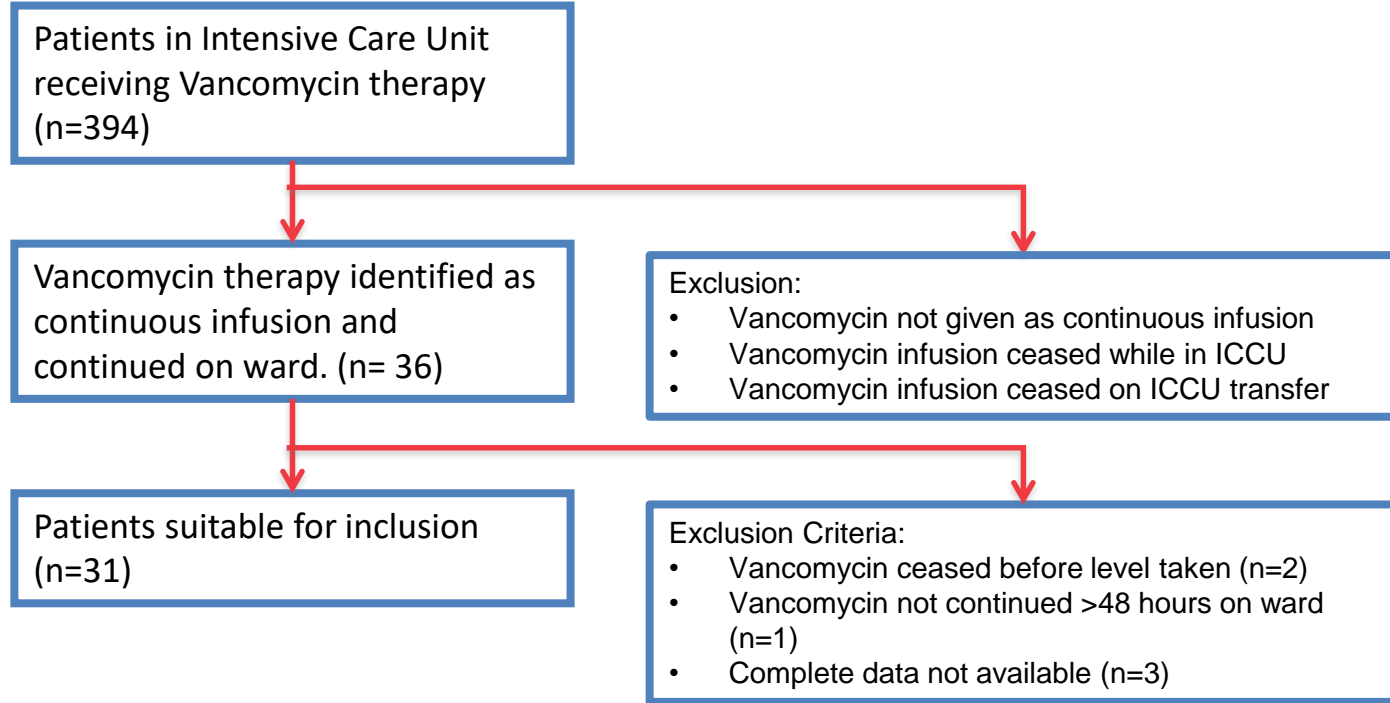 Patients in Intensive Care Unit
receiving Vancomycin therapy
(n=394)
Vancomycin therapy identified as
continuous infusion and
continued on ward. (n= 36)
Exclusion:
• Vancomycin not given as continuous infusion
• Vancomycin infusion ceased while in ICCU
• Vancomycin infusion ceased on ICCU transfer
Patients suitable for inclusion
(n=31)
Exclusion Criteria:
• Vancomycin ceased before level taken (n=2)
• Vancomycin not continued >48 hours on ward
(n=1)
• Complete data not available (n=3)